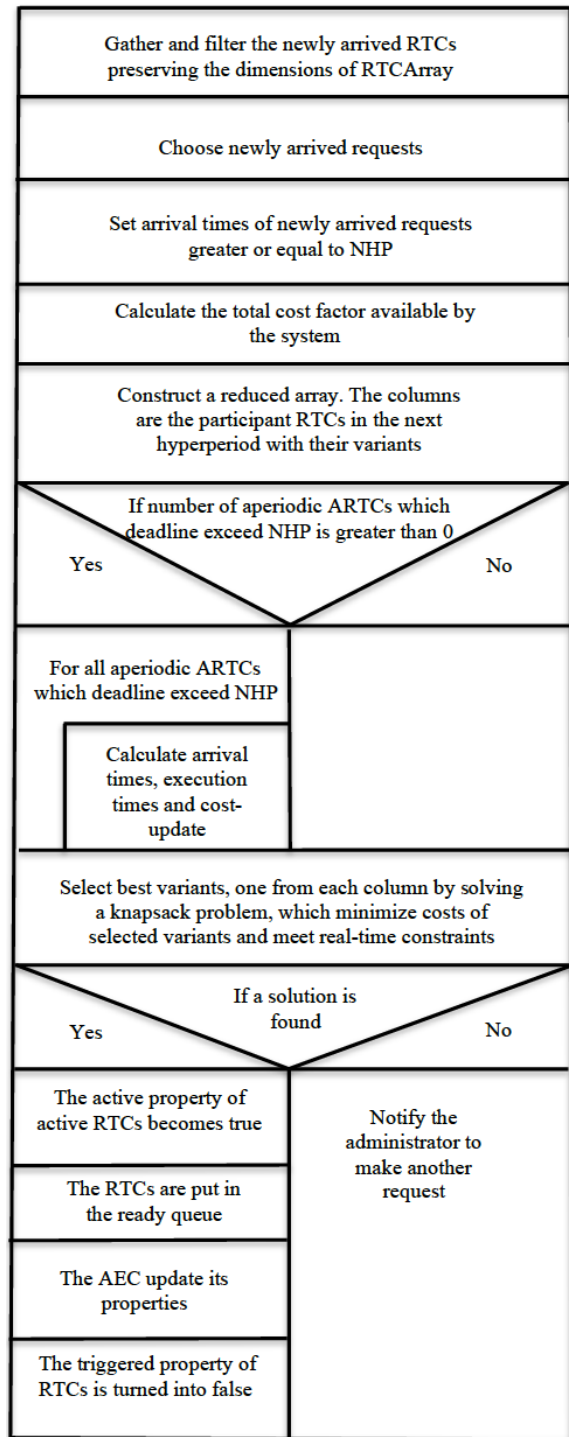 Gather and filter the newly arrived RTCs
preserving the dimensions of RTCArray
Choose newly arrived requests
Set arrival times of newly arrived requests
greater or equal to NHP
Calculate the total cost factor available by
the system
Construct a reduced array. The columns
are the participant RTCs in the next
hyperperiod with their variants
If number of aperiodic ARTCs which
deadline exceed NHP is greater than 0
Yes
No
For all aperiodic ARTCs
which deadline exceed NHP
Calculate arrival
times, execution
times and cost-
update
Select best variants, one from each column by solving
a knapsack problem, which minimize costs of
selected variants and meet real-time constraints
If a solution is
found
Yes
No
The active property of
active RTCs becomes true
The RTCs are put in
the ready queue
The AEC update its
properties
The triggered property of
RTCs is turned into false
Notify the
administrator to
make another
request